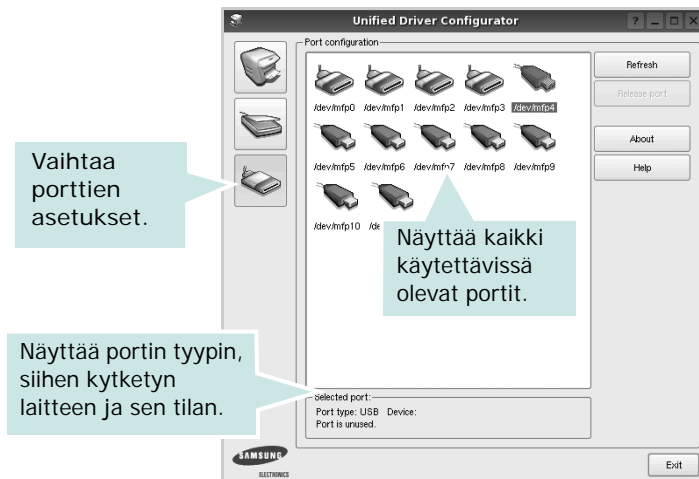 Unified Driver Configurator
Port configuration
/dev/mfp0 /dev/mfp1 /dev/mfp2 /dev/mfp3 /dev/mfp4
/dev/mfp5 /dev/mfp6 /dev/mfp7 /dev/mfp8 /dev/mfp9
/dev/mfp10
Refresh
Release port
About
Help
Vaihtaa
porttien
asetukset.
Näyttää kaikki
käytettävissä
olevat portit.
Näyttää portin tyypin,
siihen kytketyn
laitteen ja sen tilan.
Selected port:
Port type: USB Device:
Port is unused.
SAMSUNG
ELECTRONICS
Exit